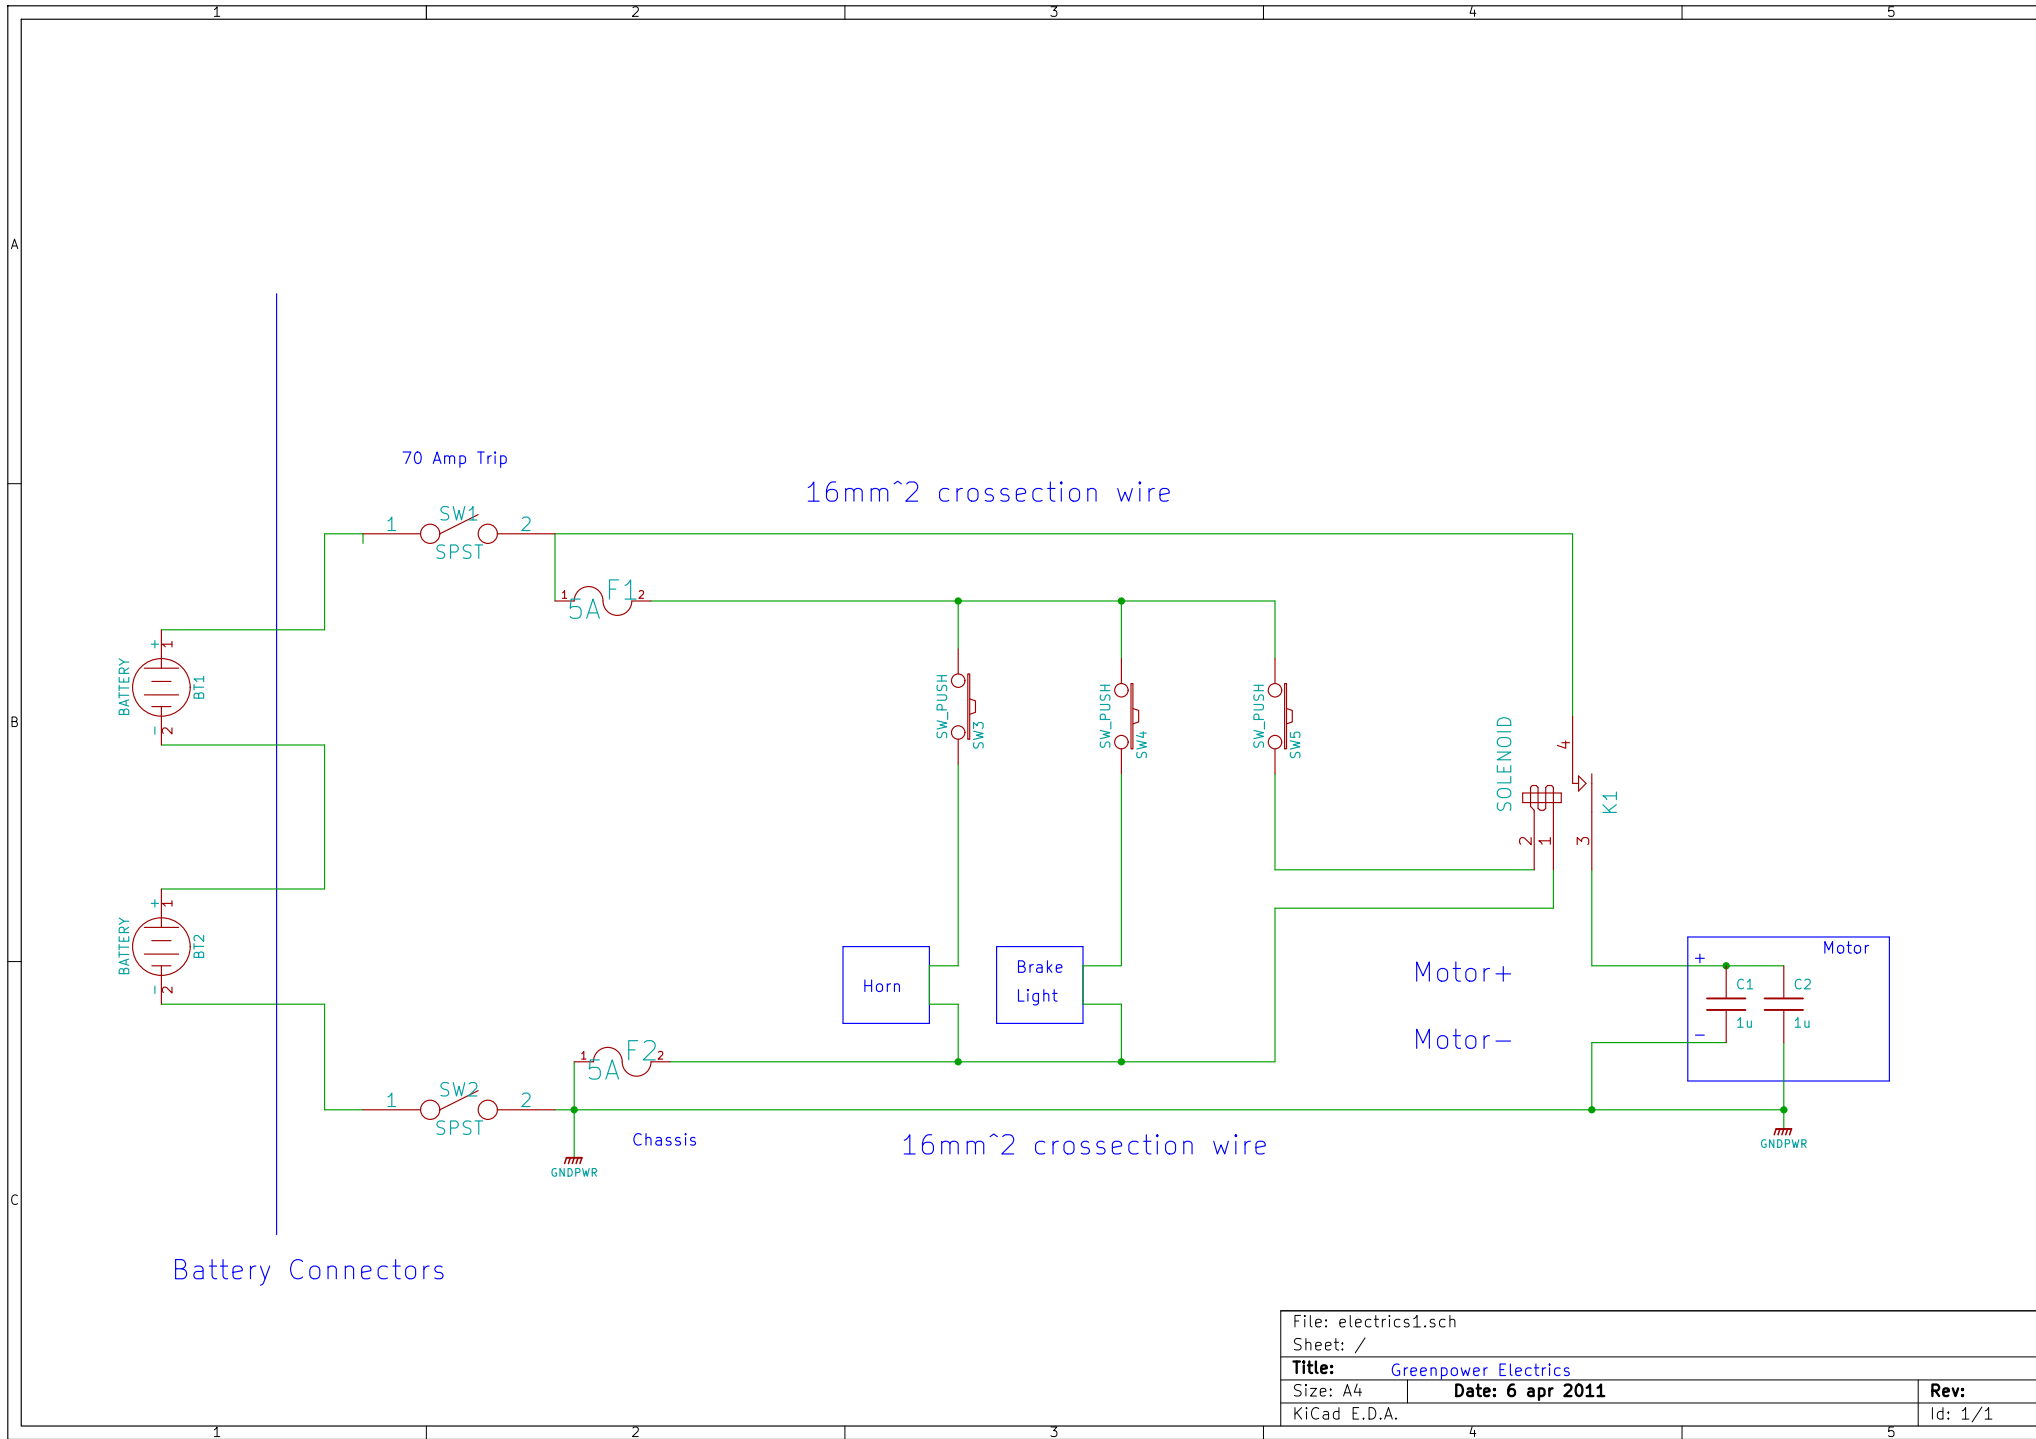 1 2 3 4 5
A
70 Amp Trip
16mm^2 crossection wire
SW1
1 2
SPST
F1
1 2
5A
+ 1
BATTERY
BT1
- 2
SW_PUSH
SW3
SW_PUSH
SW4
SW_PUSH
SW5
B
SOLENOID
4
K1
2 1 3
+ 1
BATTERY
BT2
- 2
Horn
Brake
Light
Motor+
Motor-
Motor
+
C1
1u
C2
1u
-
F2
1 2
5A
SW2
1 2
SPST
Chassis
16mm^2 crossection wire
GNDPWR
GNDPWR
C
Battery Connectors
File: electrics1.sch
Sheet: /
Title: Greenpower Electrics
Size: A4 Date: 6 apr 2011 Rev:
KiCad E.D.A. Id: 1/1
1 2 3 4 5